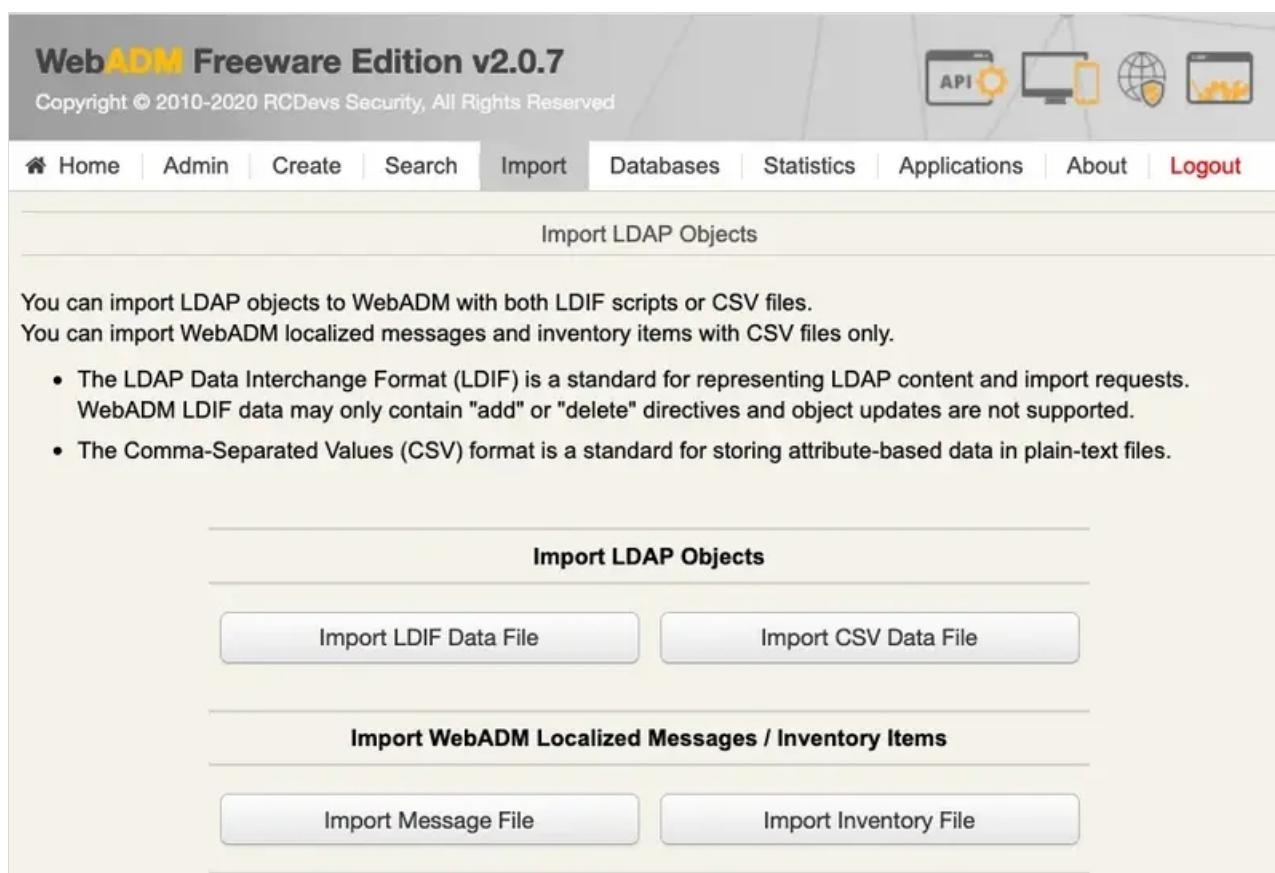 WebADM Freeware Edition v2.0.7
Copyright © 2010-2020 RCDevs Security, All Rights Reserved
API
Home Admin Create Search Import Databases Statistics Applications About Logout
Import LDAP Objects
You can import LDAP objects to WebADM with both LDIF scripts or CSV files.
You can import WebADM localized messages and inventory items with CSV files only.
• The LDAP Data Interchange Format (LDIF) is a standard for representing LDAP content and import requests.
WebADM LDIF data may only contain "add" or "delete" directives and object updates are not supported.
• The Comma-Separated Values (CSV) format is a standard for storing attribute-based data in plain-text files.
Import LDAP Objects
Import LDIF Data File Import CSV Data File
Import WebADM Localized Messages / Inventory Items
Import Message File Import Inventory File